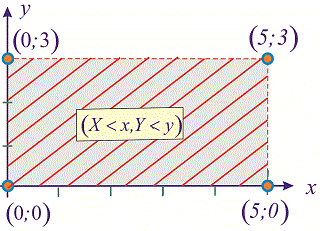 y
(0;3) (5;3)
(X < x, Y < y)
x
(0;0) (5;0)